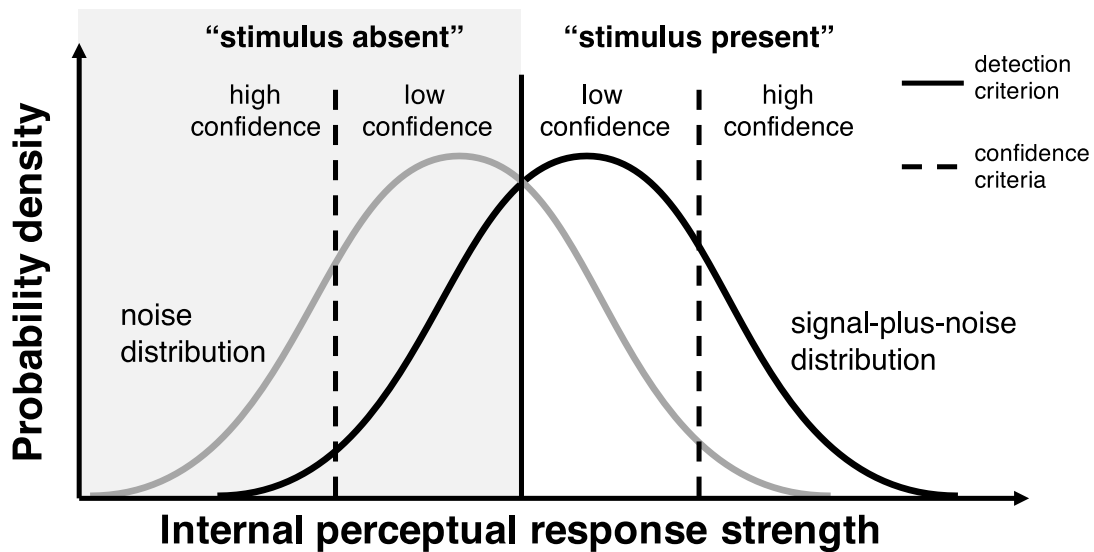 “stimulus absent”
“stimulus present”
high
confidence
low
confidence
low
confidence
high
confidence
detection
criterion
confidence
criteria
Probability density
noise
distribution
signal-plus-noise
distribution
Internal perceptual response strength